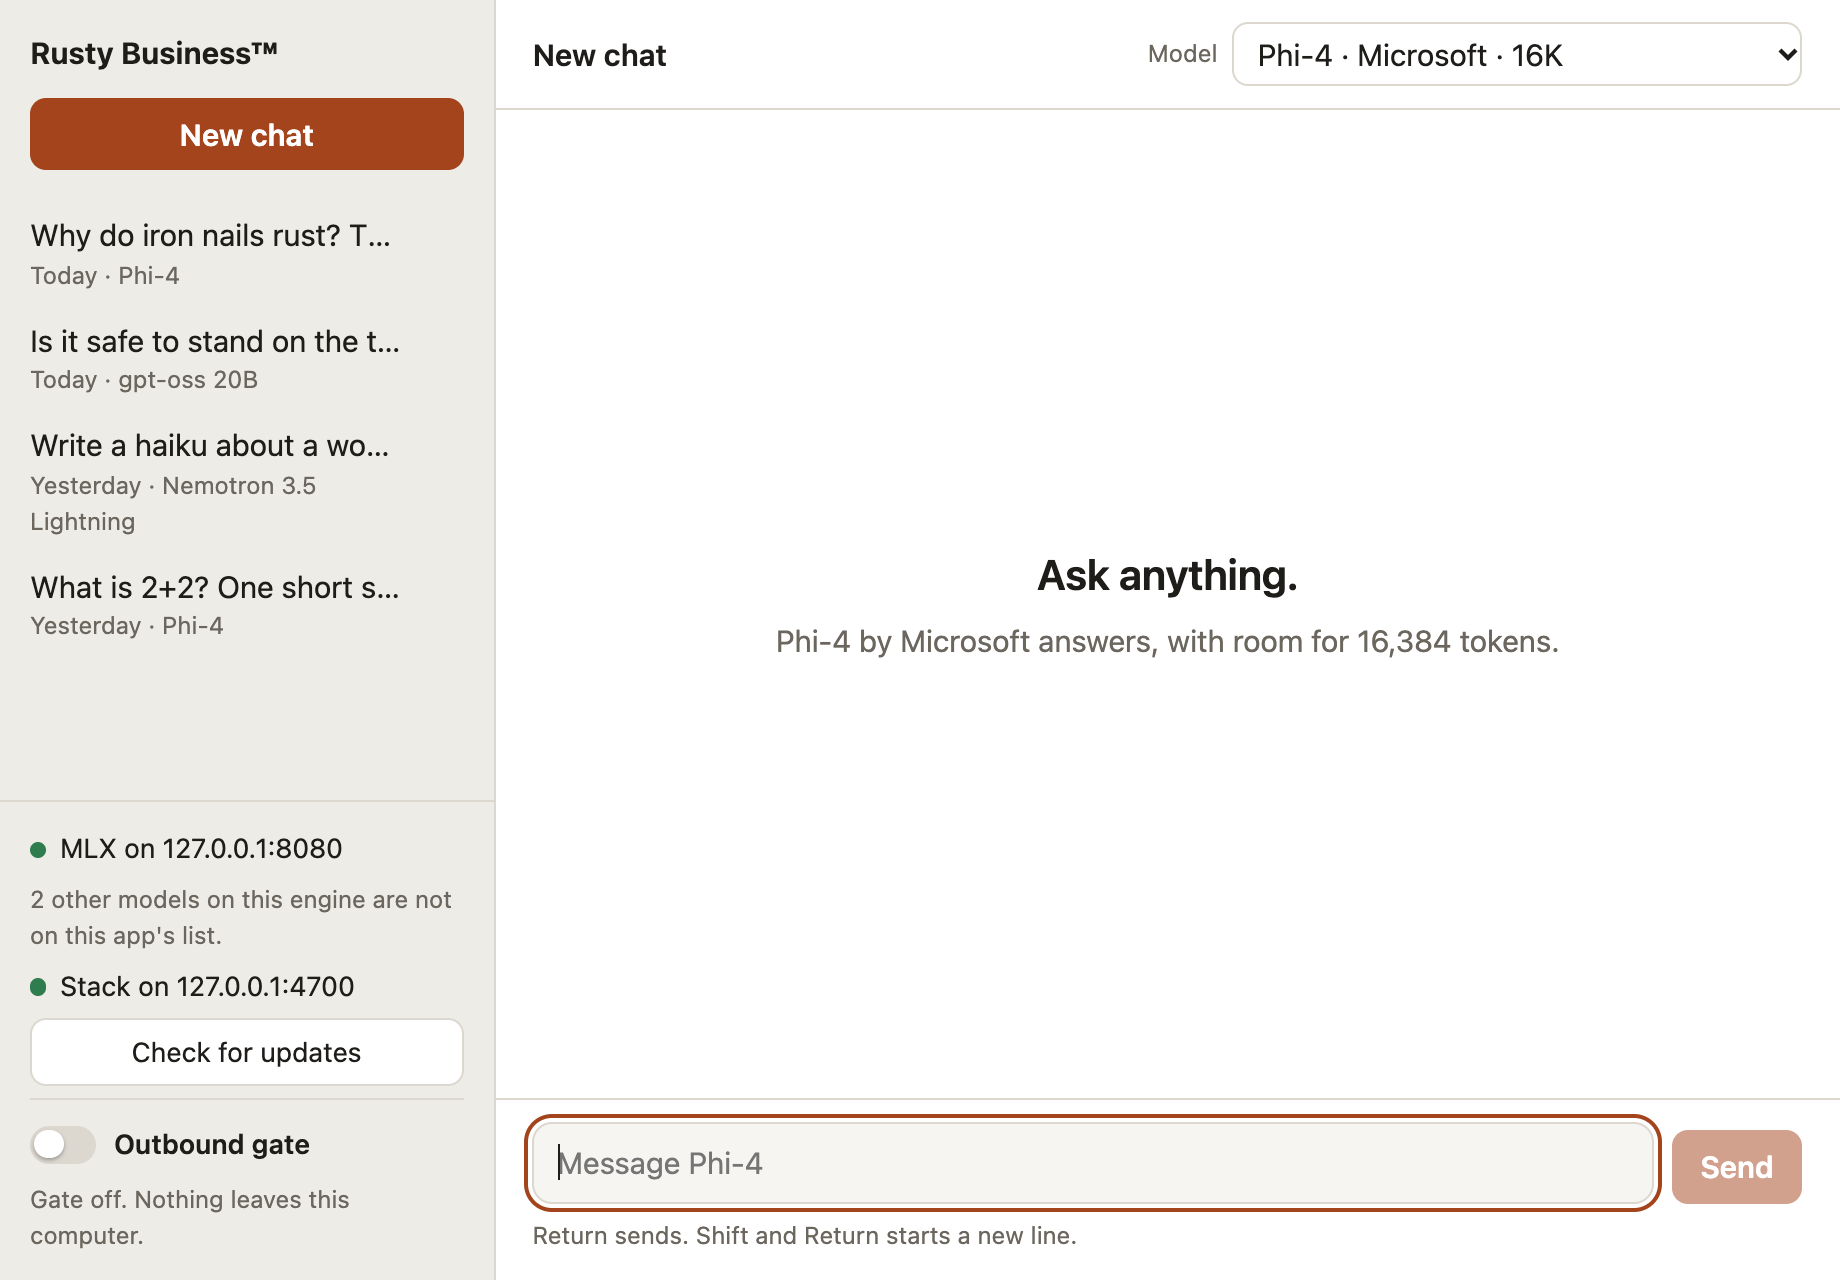 Rusty Business™
New chat
Why do iron nails rust? T...
Today · Phi-4
Is it safe to stand on the t...
Today · gpt-oss 20B
Write a haiku about a wo...
Yesterday · Nemotron 3.5
Lightning
What is 2+2? One short s...
Yesterday · Phi-4
MLX on 127.0.0.1:8080
2 other models on this engine are not
on this app's list.
Stack on 127.0.0.1:4700
Check for updates
Outbound gate
Gate off. Nothing leaves this
computer.
New chat
Model
Phi-4 · Microsoft · 16K
Ask anything.
Phi-4 by Microsoft answers, with room for 16,384 tokens.
Message Phi-4
Send
Return sends. Shift and Return starts a new line.